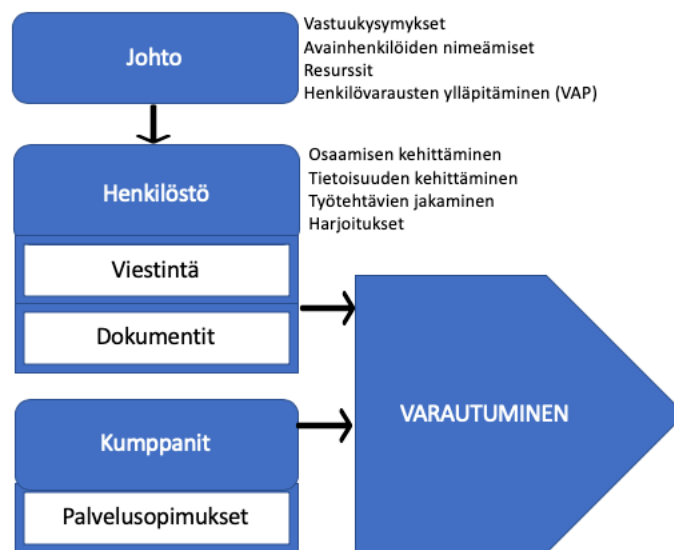 Johto
Vastuukysymykset
Avainhenkilöiden nimeämiset
Resurssit
Henkilövarausten ylläpitäminen (VAP)
Henkilöstö
Osaamisen kehittäminen
Tietoisuuden kehittäminen
Työtehtävien jakaminen
Harjoitukset
Viestintä
Dokumentit
VARAUTUMINEN
Kumppanit
Palvelusopimukset